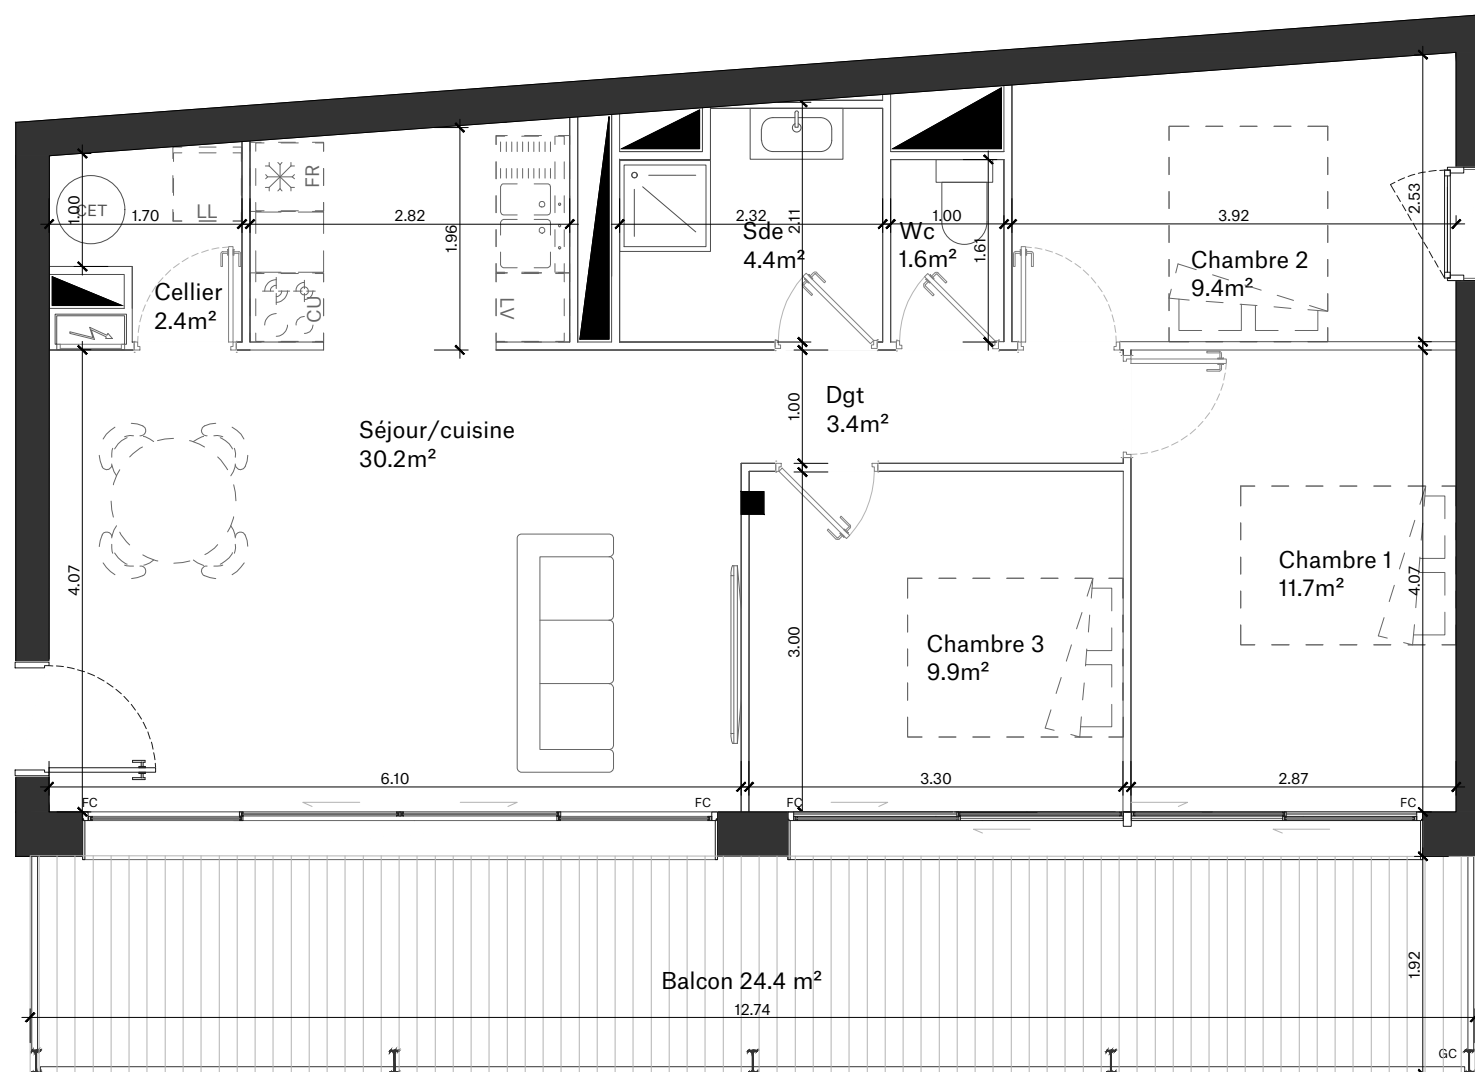 FR
CET
LL
1.00
1.70
2.82
1.96
2.32
2.11
Sde
4.4m²
1.00
Wc
1.6m²
1.61
3.92
2.53
Chambre 2
9.4m²
Cellier
2.4m²
CU
LV
Dgt
3.4m²
1.00
Séjour/cuisine
30.2m²
4.07
Chambre 1
11.7m²
4.07
Chambre 3
9.9m²
3.00
6.10
3.30
2.87
FC
FC
FC
FC
Balcon 24.4 m²
12.74
1.92
GC